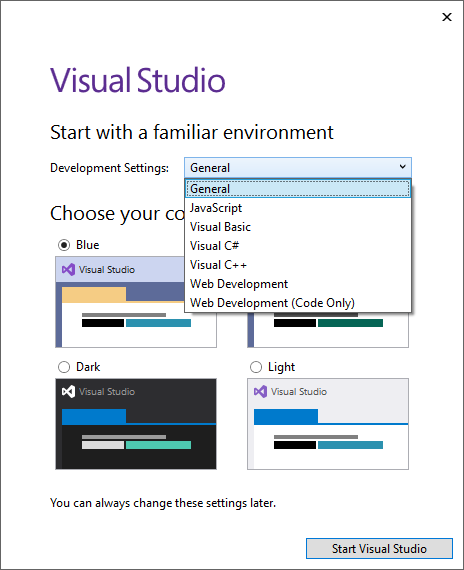 Visual Studio
Start with a familiar environment
Development Settings: General
General
JavaScript
Choose your co
Visual Basic
Visual C#
Visual C++
Web Development
Web Development (Code Only)
Blue
Visual Studio
Dark
Light
Visual Studio
Visual Studio
You can always change these settings later.
Start Visual Studio